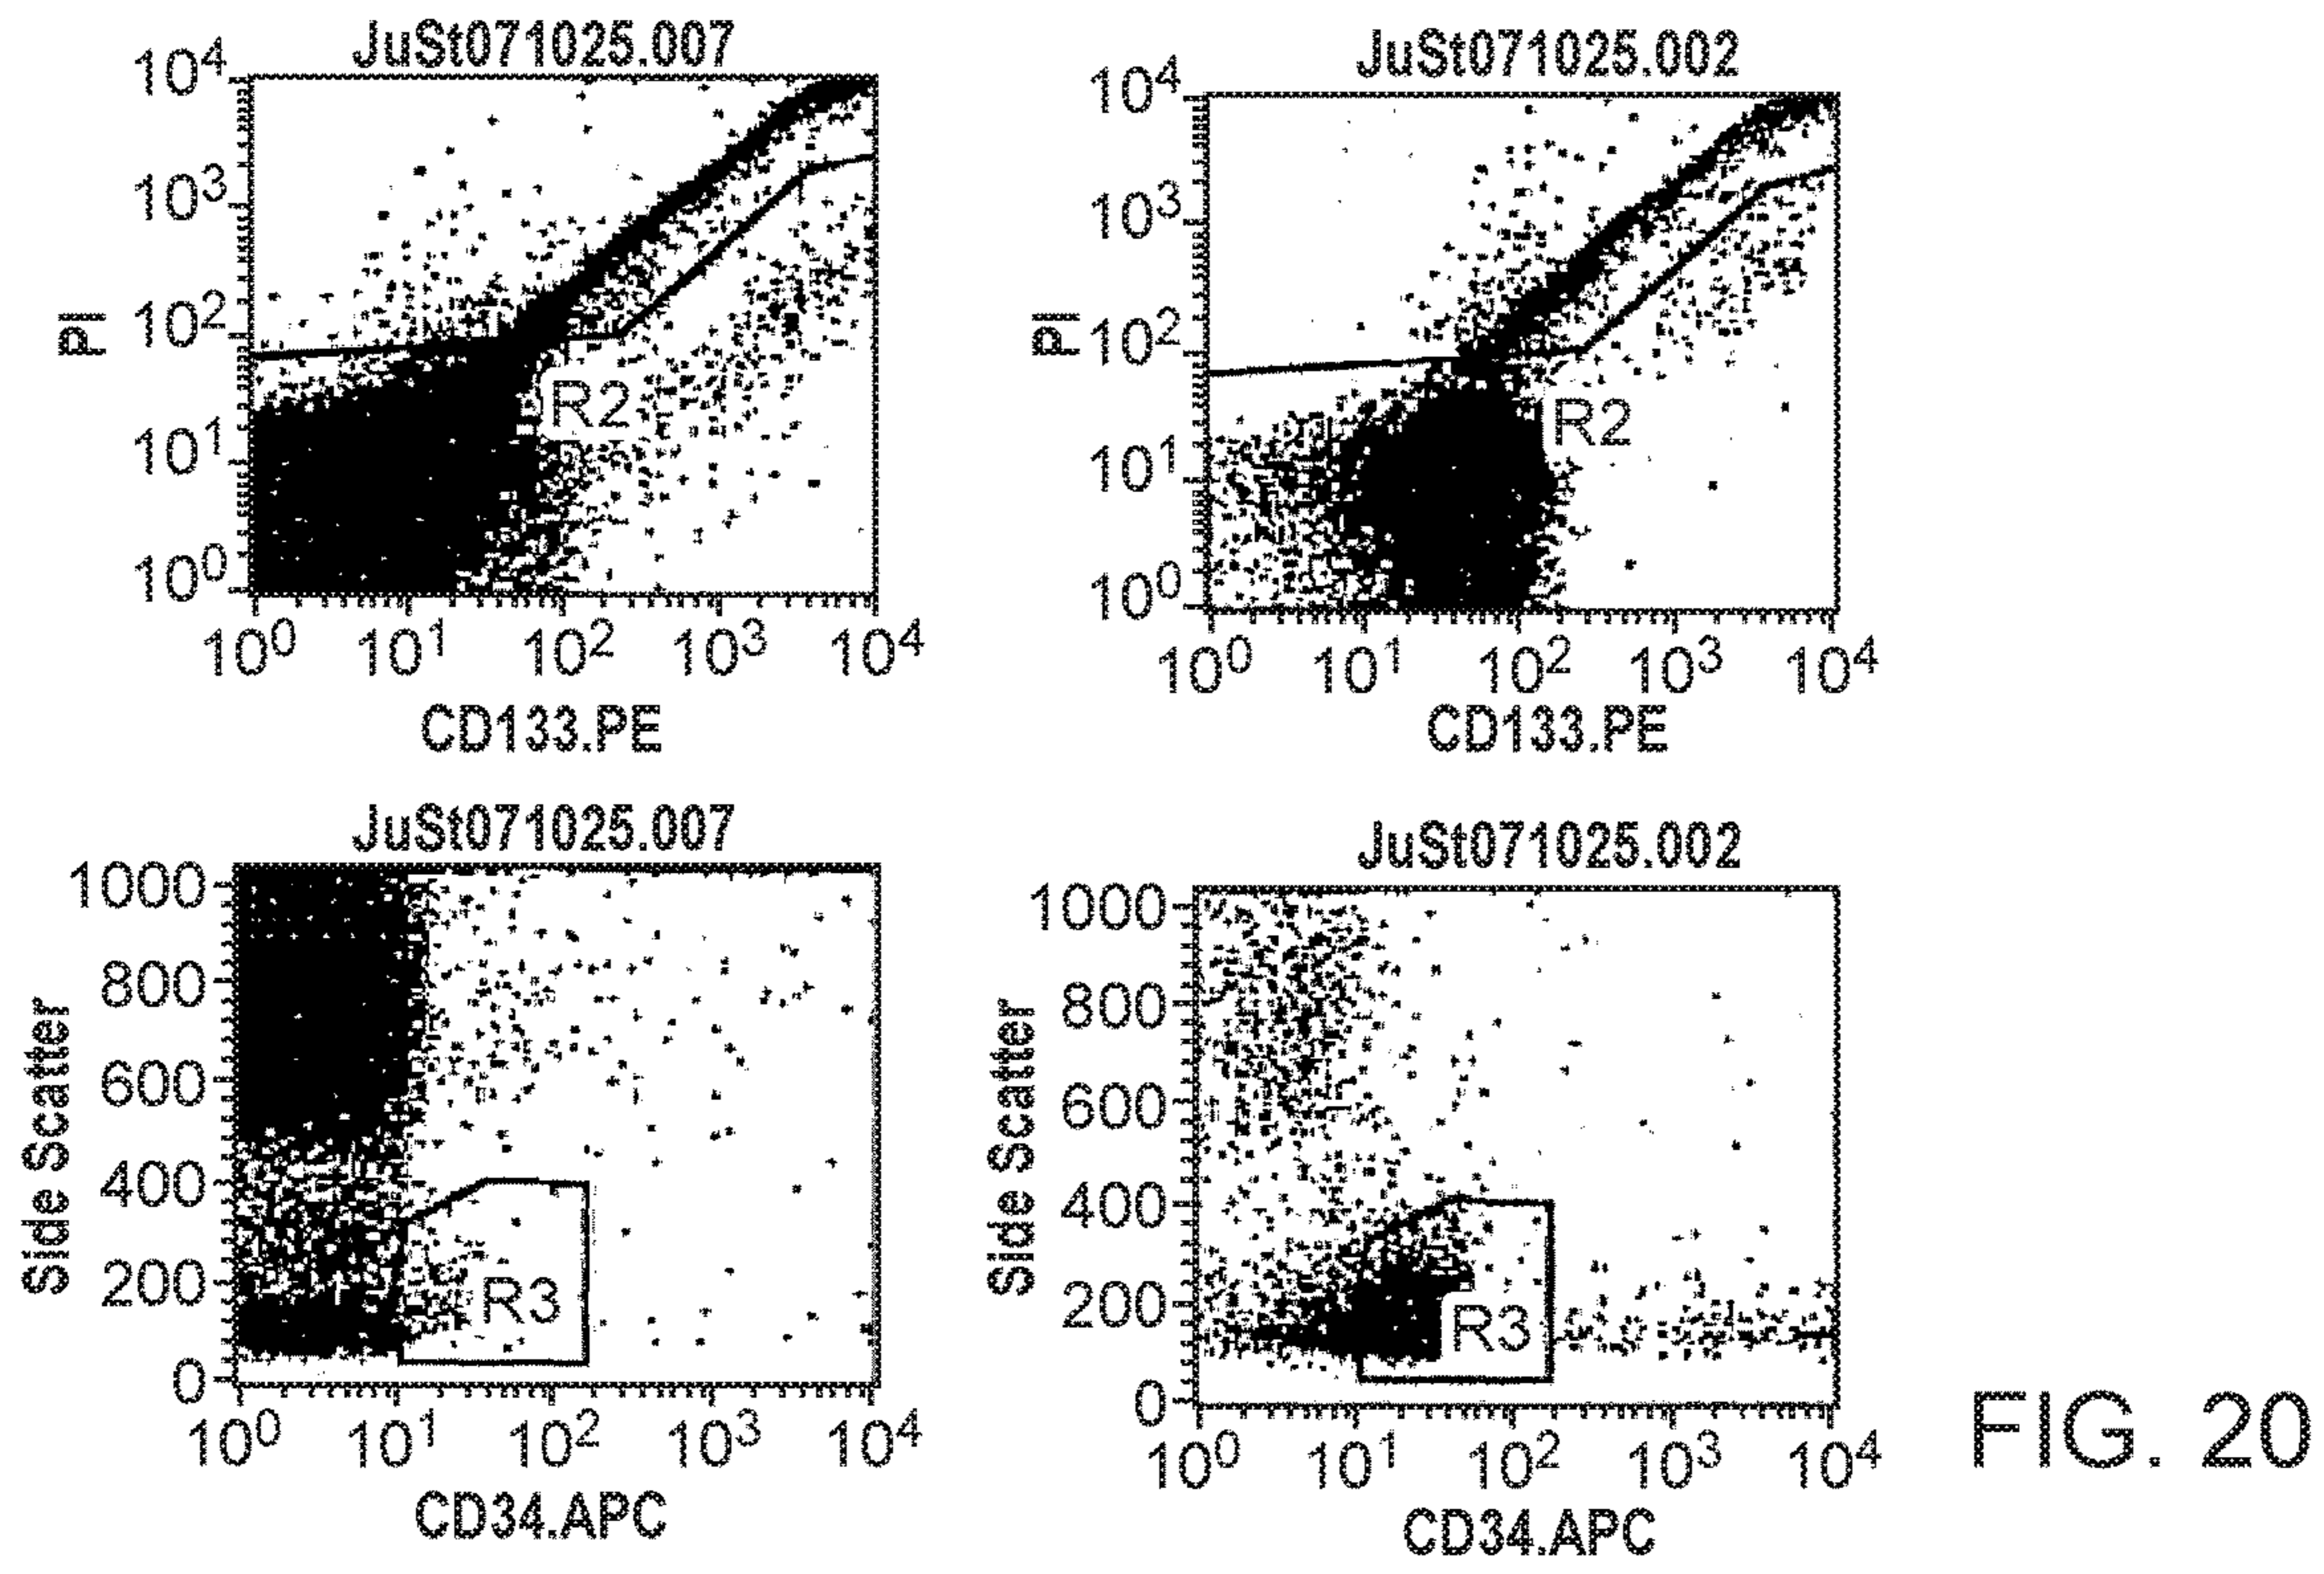 JuSt071025.007
10⁴
10³
10²
10¹
10⁰
PI
R2
10⁰ 10¹ 10² 10³ 10⁴
CD133.PE
JuSt071025.002
10⁴
10³
10²
10¹
10⁰
PI
R2
10⁰ 10¹ 10² 10³ 10⁴
CD133.PE
JuSt071025.007
1000
800
600
400
200
0
Side Scatter
R3
10⁰ 10¹ 10² 10³ 10⁴
CD34.APC
JuSt071025.002
1000
800
600
400
200
0
Side Scatter
R3
10⁰ 10¹ 10² 10³ 10⁴
CD34.APC
FIG. 20